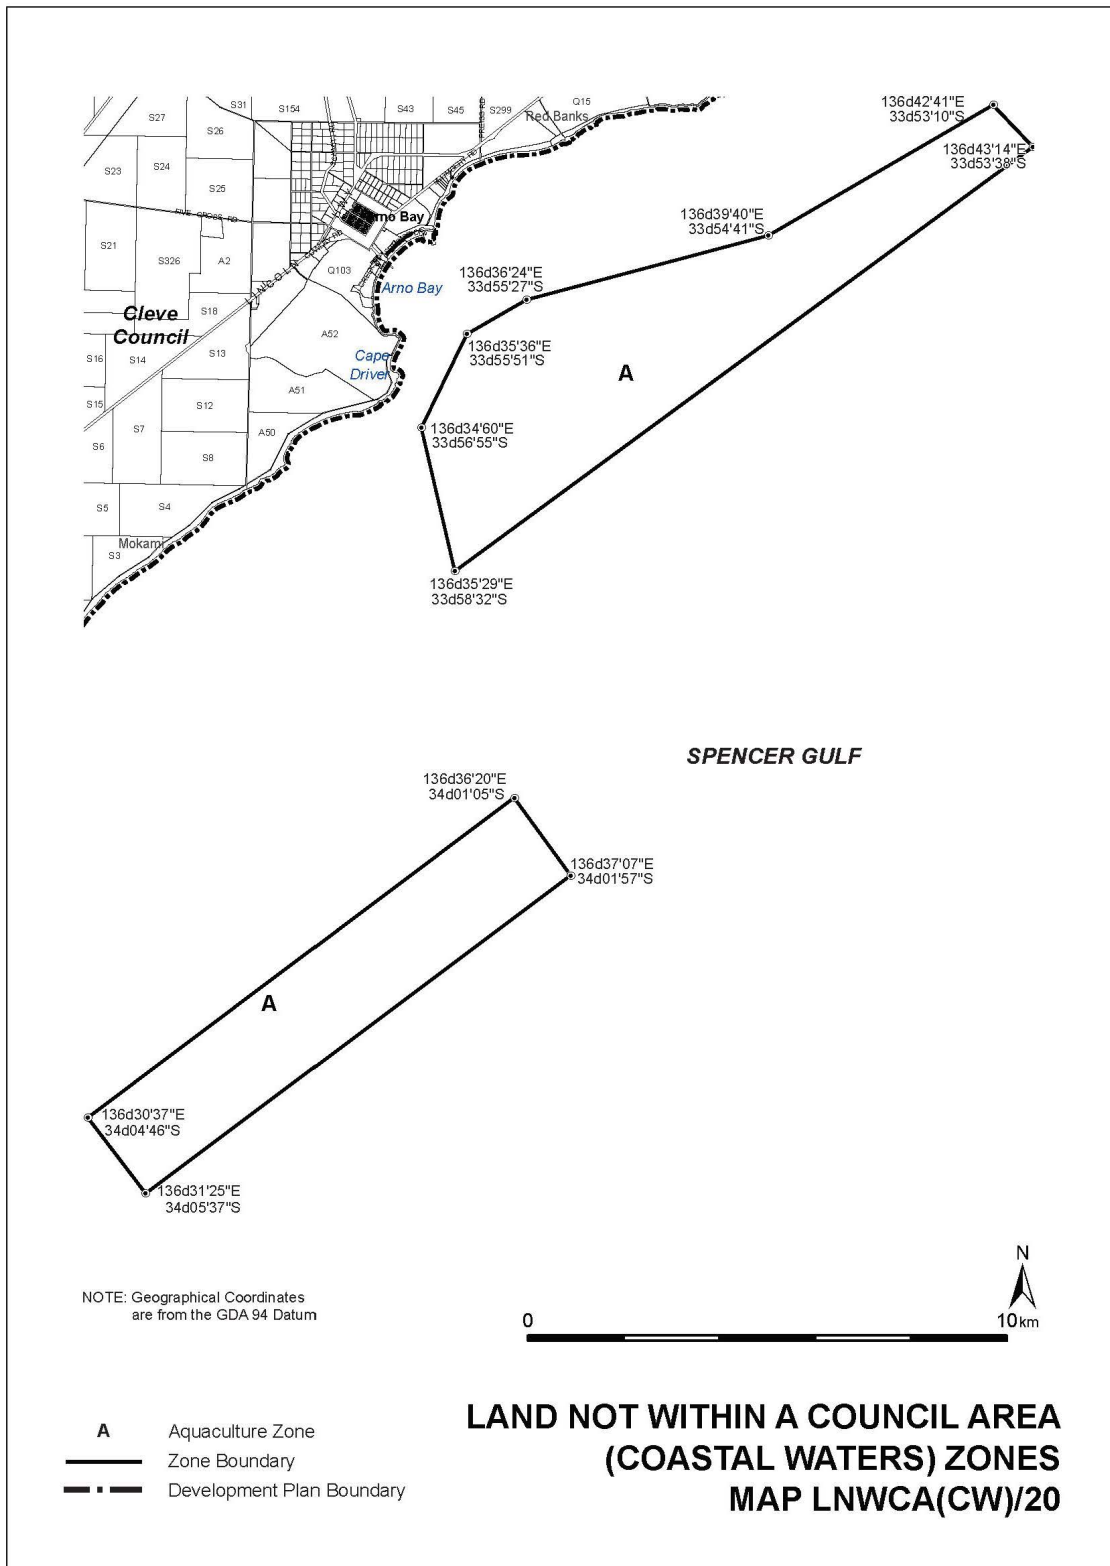 S27
S31
S154
S43
S45
S299
Q15
Red Banks
S26
S23
S24
S25
S21
S326
A2
Q103
Arno Bay
Arno Bay
LINCOLN
Cleve
Council
S18
A52
Cape
Driver
S16
S14
S13
S15
S12
A51
S6
S7
A50
S8
S5
S4
Mokami
S3
136d42'41"E
33d53'10"S
136d43'14"E
33d53'38"S
136d39'40"E
33d54'41"S
136d36'24"E
33d55'27"S
136d35'36"E
33d55'51"S
A
136d34'60"E
33d56'55"S
136d35'29"E
33d58'32"S
SPENCER GULF
136d36'20"E
34d01'05"S
136d37'07"E
34d01'57"S
A
136d30'37"E
34d04'46"S
136d31'25"E
34d05'37"S
N
NOTE: Geographical Coordinates
are from the GDA 94 Datum
0 10km
A Aquaculture Zone
Zone Boundary
Development Plan Boundary
LAND NOT WITHIN A COUNCIL AREA
(COASTAL WATERS) ZONES
MAP LNWCA(CW)/20